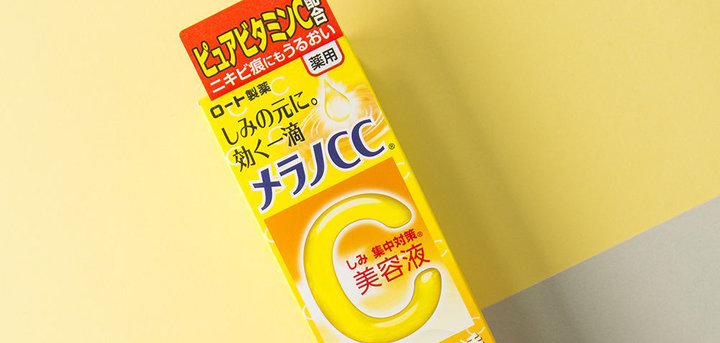 ピュアビタミンC配合
ニキビ痕にもうるおい
薬用
ロート製薬
しみの元に。
効く一滴
メラノCC®
しみ 集中対策®
美容液